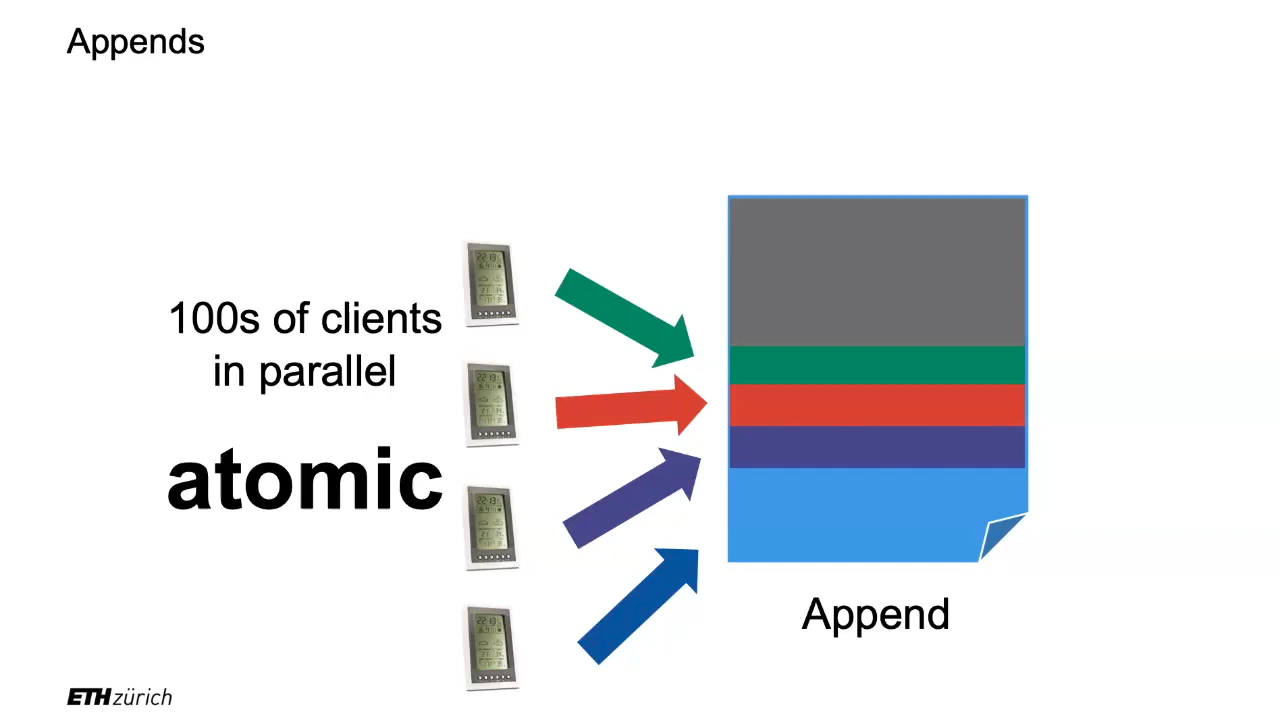 Appends
100s of clients
in parallel
atomic
Append
ETH zürich